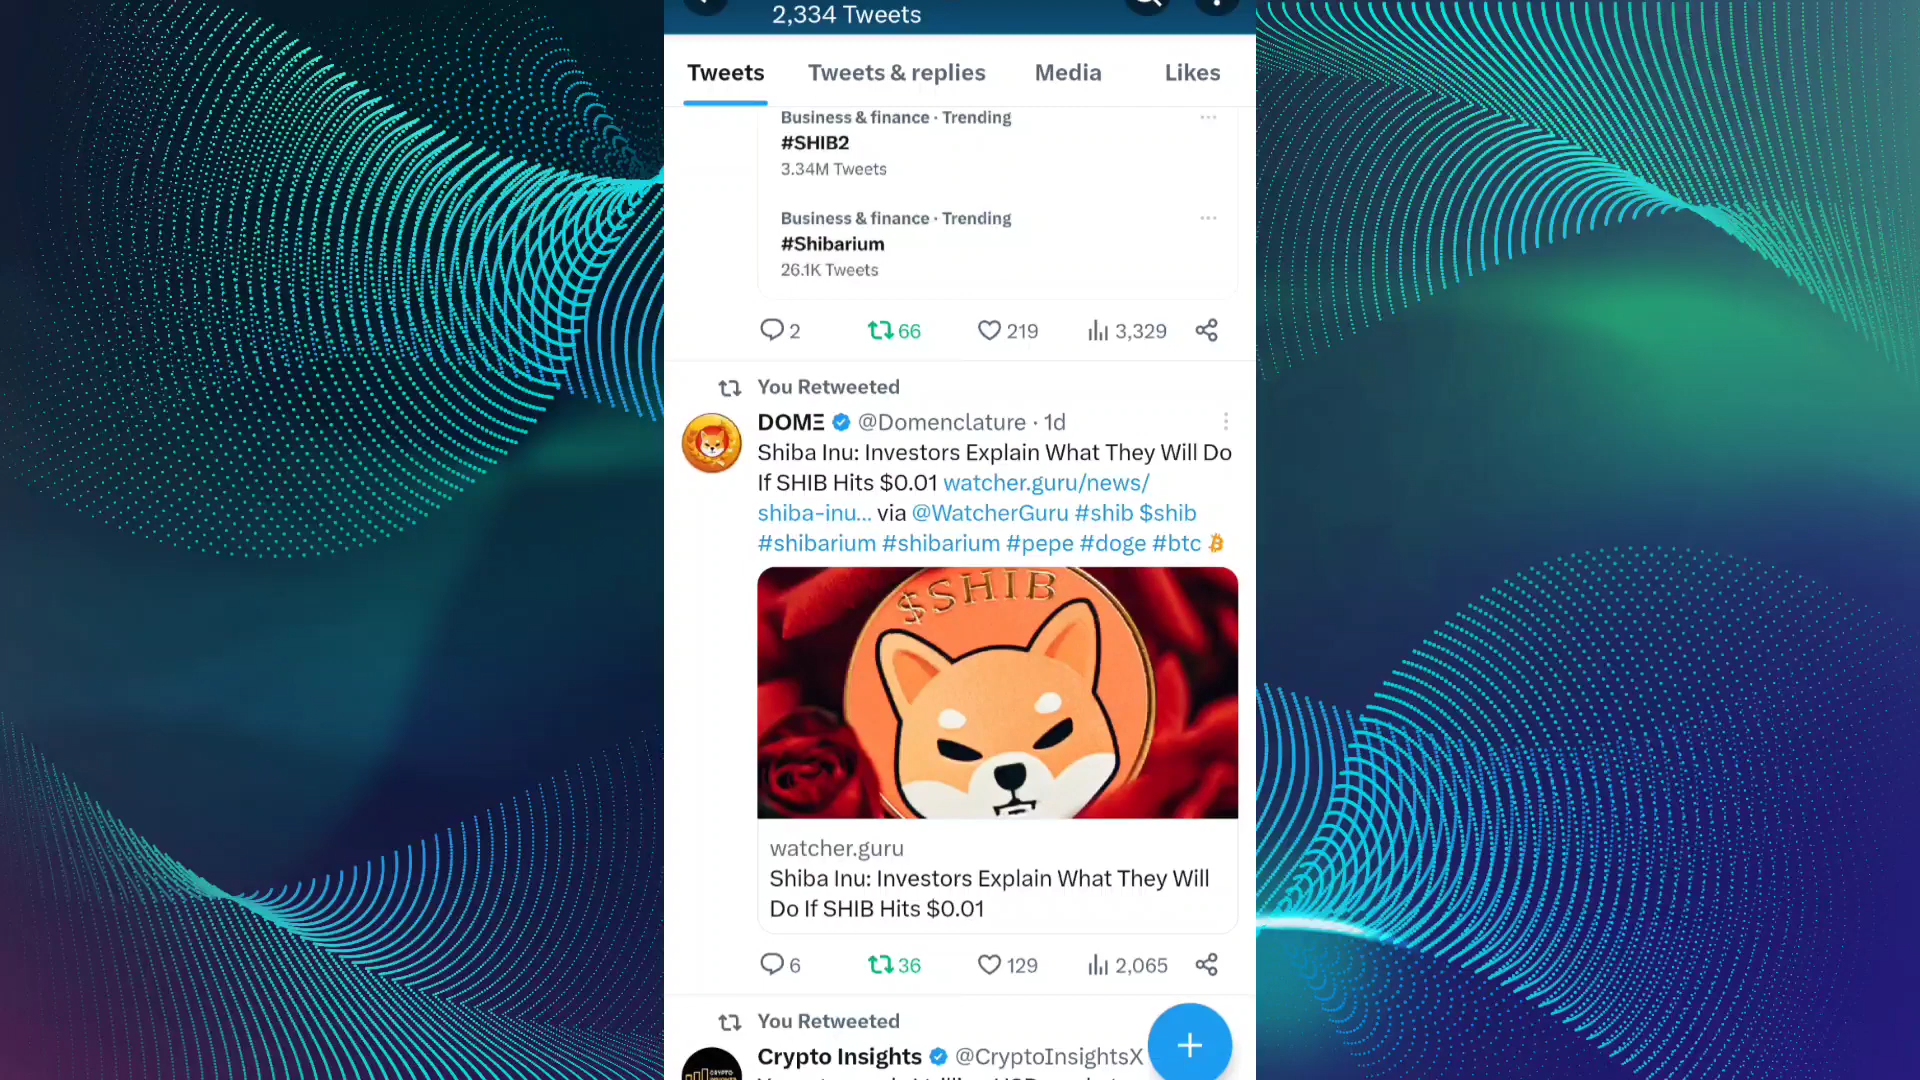 2,334 Tweets
Tweets Tweets & replies Media Likes
Business & finance · Trending
#SHIB2
3.34M Tweets
Business & finance · Trending
#Shibarium
26.1K Tweets
2 66 219 3,329
You Retweeted
DOMΞ @Domenclature · 1d
Shiba Inu: Investors Explain What They Will Do
If SHIB Hits $0.01 watcher.guru/news/
shiba-inu... via @WatcherGuru #shib $shib
#shibarium #shibarium #pepe #doge #btc
$SHIB
watcher.guru
Shiba Inu: Investors Explain What They Will
Do If SHIB Hits $0.01
6 36 129 2,065
You Retweeted
Crypto Insights @CryptoInsightsX